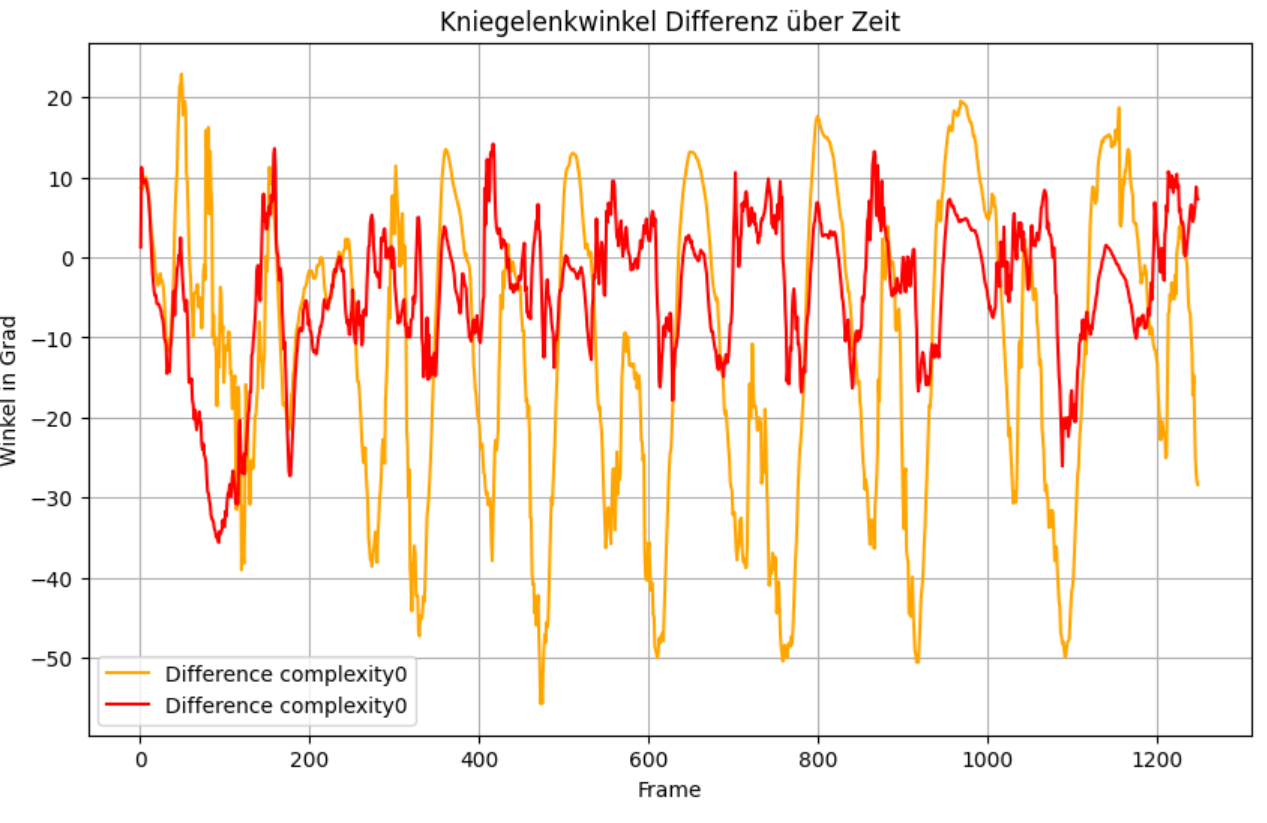 Kniegelenkwinkel Differenz über Zeit
Winkel in Grad
20
10
0
−10
−20
−30
−40
−50
Difference complexity0
Difference complexity0
0 200 400 600 800 1000 1200
Frame